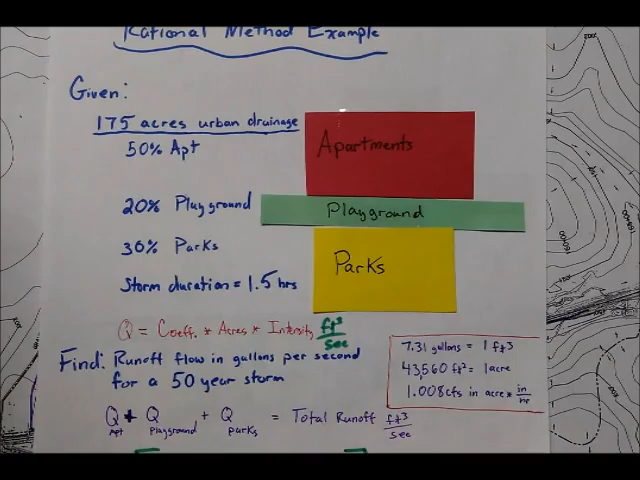 Rational Method Example
Given:
175 acres urban drainage
50% Apt
Apartments
20% Playground
Playground
30% Parks
Parks
Storm duration = 1.5 hrs
Q = Coeff. * Acres * Intensity ft³/sec
Find: Runoff flow in gallons per second
for a 50 year storm
7.31 gallons = 1 ft³
43,560 ft² = 1 acre
1.008 cfs in acre * in/hr
Q Apt + Q Playground + Q parks = Total Runoff ft³/sec